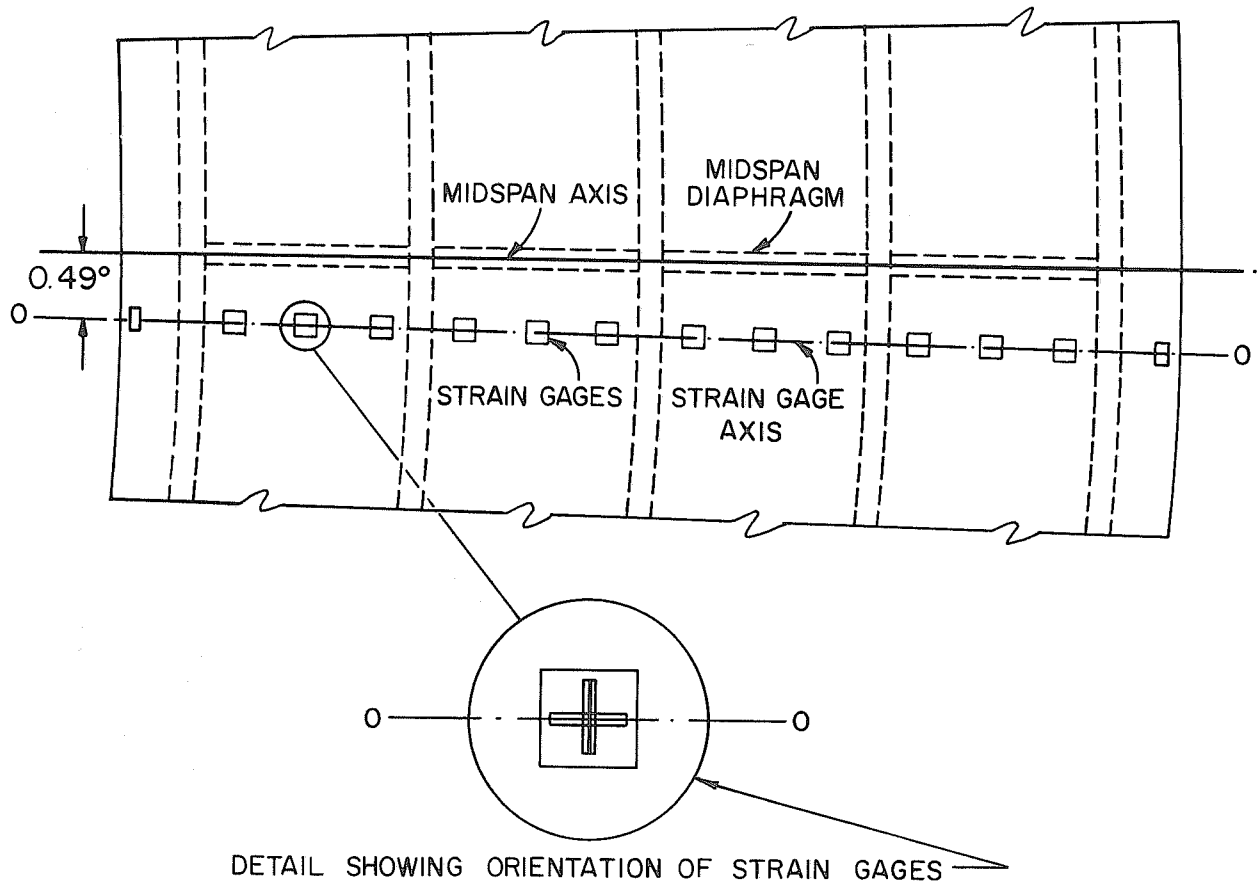 MIDSPAN AXIS
MIDSPAN
DIAPHRAGM
0.49°
O
O
STRAIN GAGES
STRAIN GAGE
AXIS
O
O
DETAIL SHOWING ORIENTATION OF STRAIN GAGES